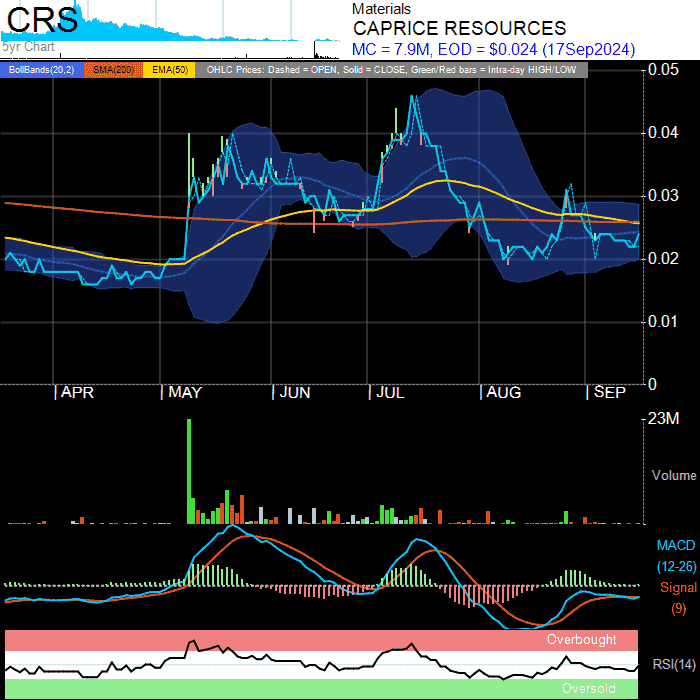 CRS
5yr Chart
Materials
CAPRICE RESOURCES
MC = 7.9M, EOD = $0.024 (17Sep2024)
BollBands(20,2) SMA(200) EMA(50) OHLC Prices: Dashed = OPEN, Solid = CLOSE, Green/Red bars = Intra-day HIGH/LOW
0.05
0.04
0.03
0.02
0.01
0
| APR | MAY | JUN | JUL | AUG | SEP
23M
Volume
MACD
(12-26)
Signal
(9)
Overbought
RSI(14)
Oversold